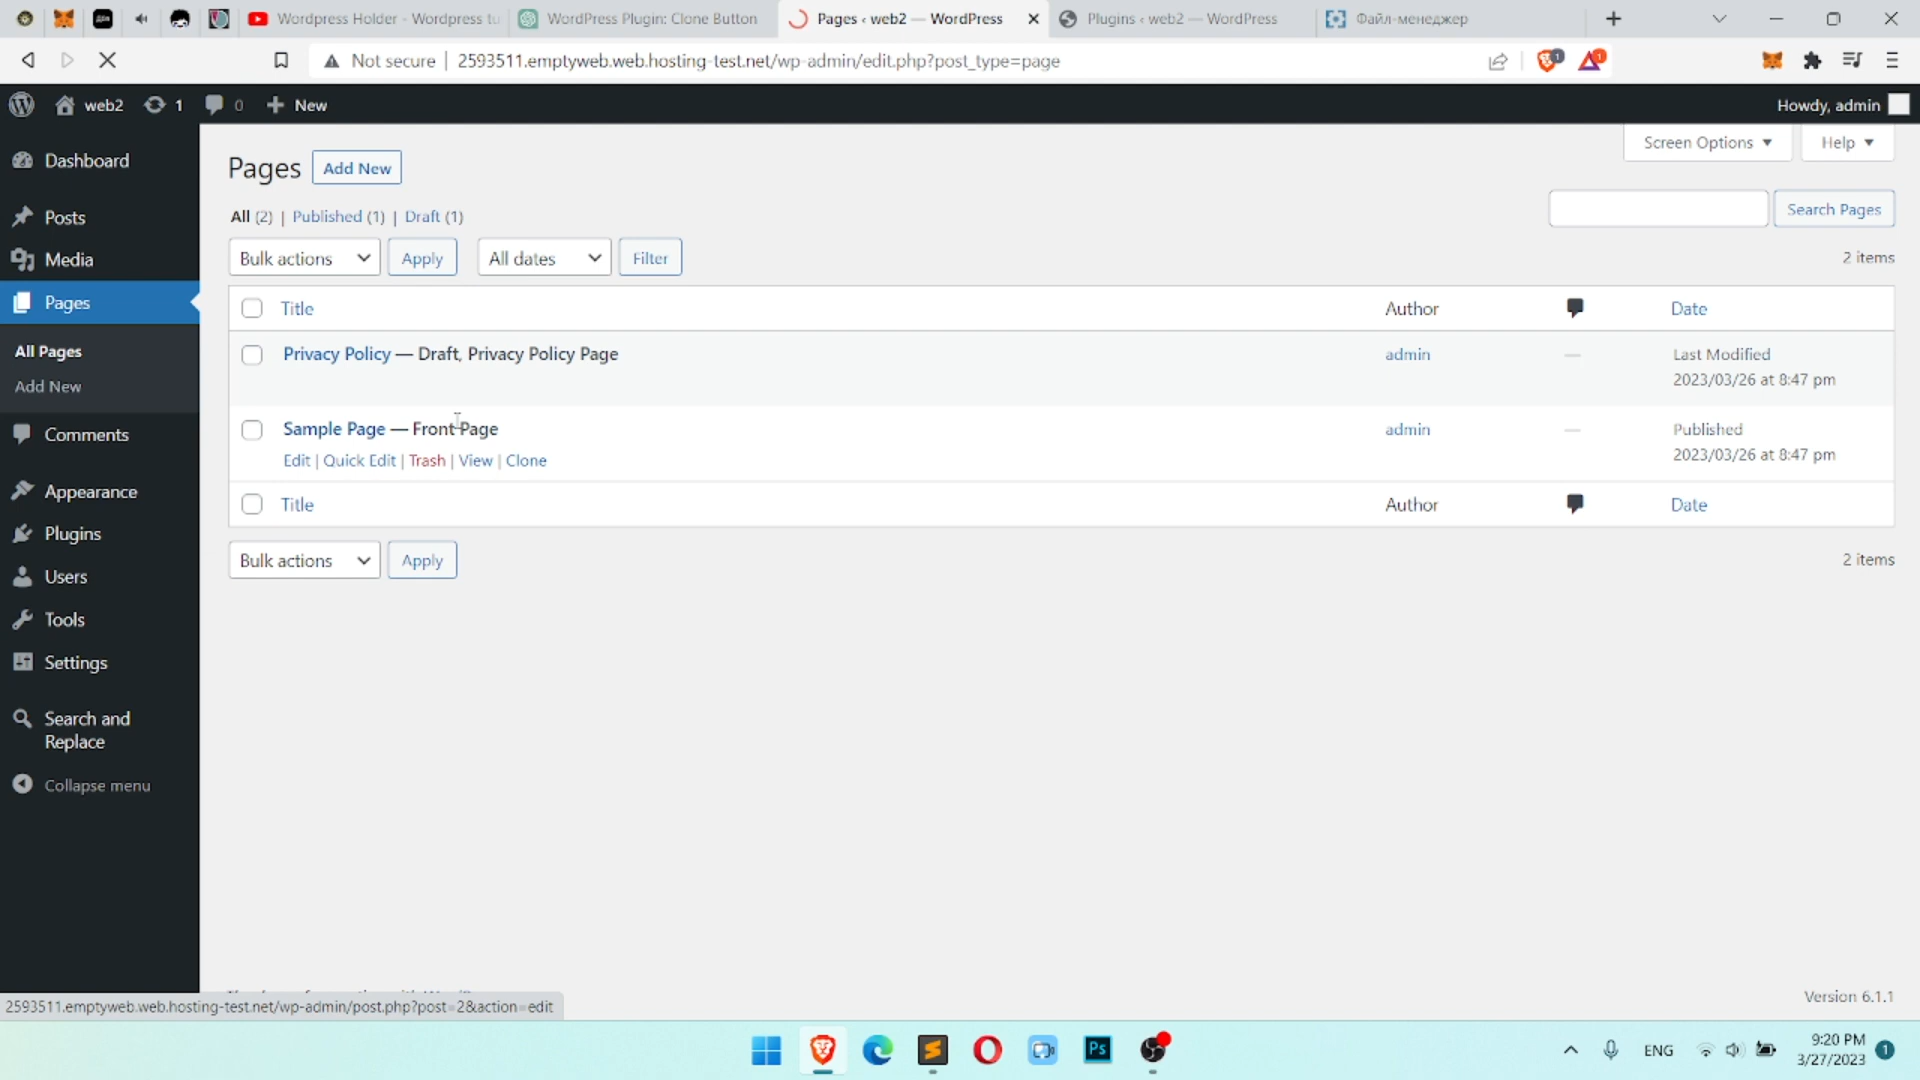 Wordpress Holder - Wordpress tu
WordPress Plugin: Clone Button
Pages ‹ web2 — WordPress
Plugins ‹ web2 — WordPress
Файл-менеджер
Not secure
2593511.emptyweb.web.hosting-test.net/wp-admin/edit.php?post_type=page
1
1
web2
1
0
New
Howdy, admin
Dashboard
Posts
Media
Pages
All Pages
Add New
Comments
Appearance
Plugins
Users
Tools
Settings
Search and
Replace
Collapse menu
Screen Options
Help
Pages
Add New
All (2) | Published (1) | Draft (1)
Search Pages
Bulk actions
Apply
All dates
Filter
2 items
Title
Author
Date
Privacy Policy — Draft, Privacy Policy Page
admin
—
Last Modified
2023/03/26 at 8:47 pm
Sample Page — Front Page
admin
—
Published
2023/03/26 at 8:47 pm
Edit | Quick Edit | Trash | View | Clone
Title
Author
Date
Bulk actions
Apply
2 items
Version 6.1.1
2593511.emptyweb.web.hosting-test.net/wp-admin/post.php?post=2&action=edit
Ps
ENG
9:20 PM
3/27/2023
1